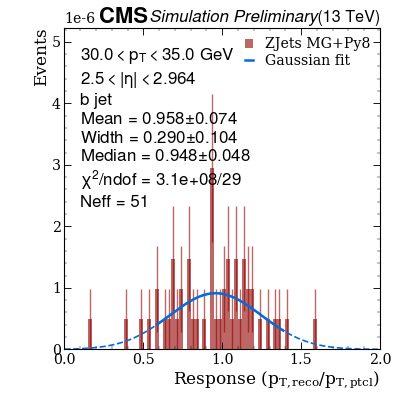 1e-6 CMS Simulation Preliminary (13 TeV)
Events
30.0 < p_T < 35.0 GeV
2.5 < |η| < 2.964
b jet
Mean = 0.958±0.074
Width = 0.290±0.104
Median = 0.948±0.048
χ²/ndof = 3.1e+08/29
Neff = 51
ZJets MG+Py8
Gaussian fit
5
4
3
2
1
0
0.0 0.5 1.0 1.5 2.0
Response (p_T,reco/p_T,ptcl)